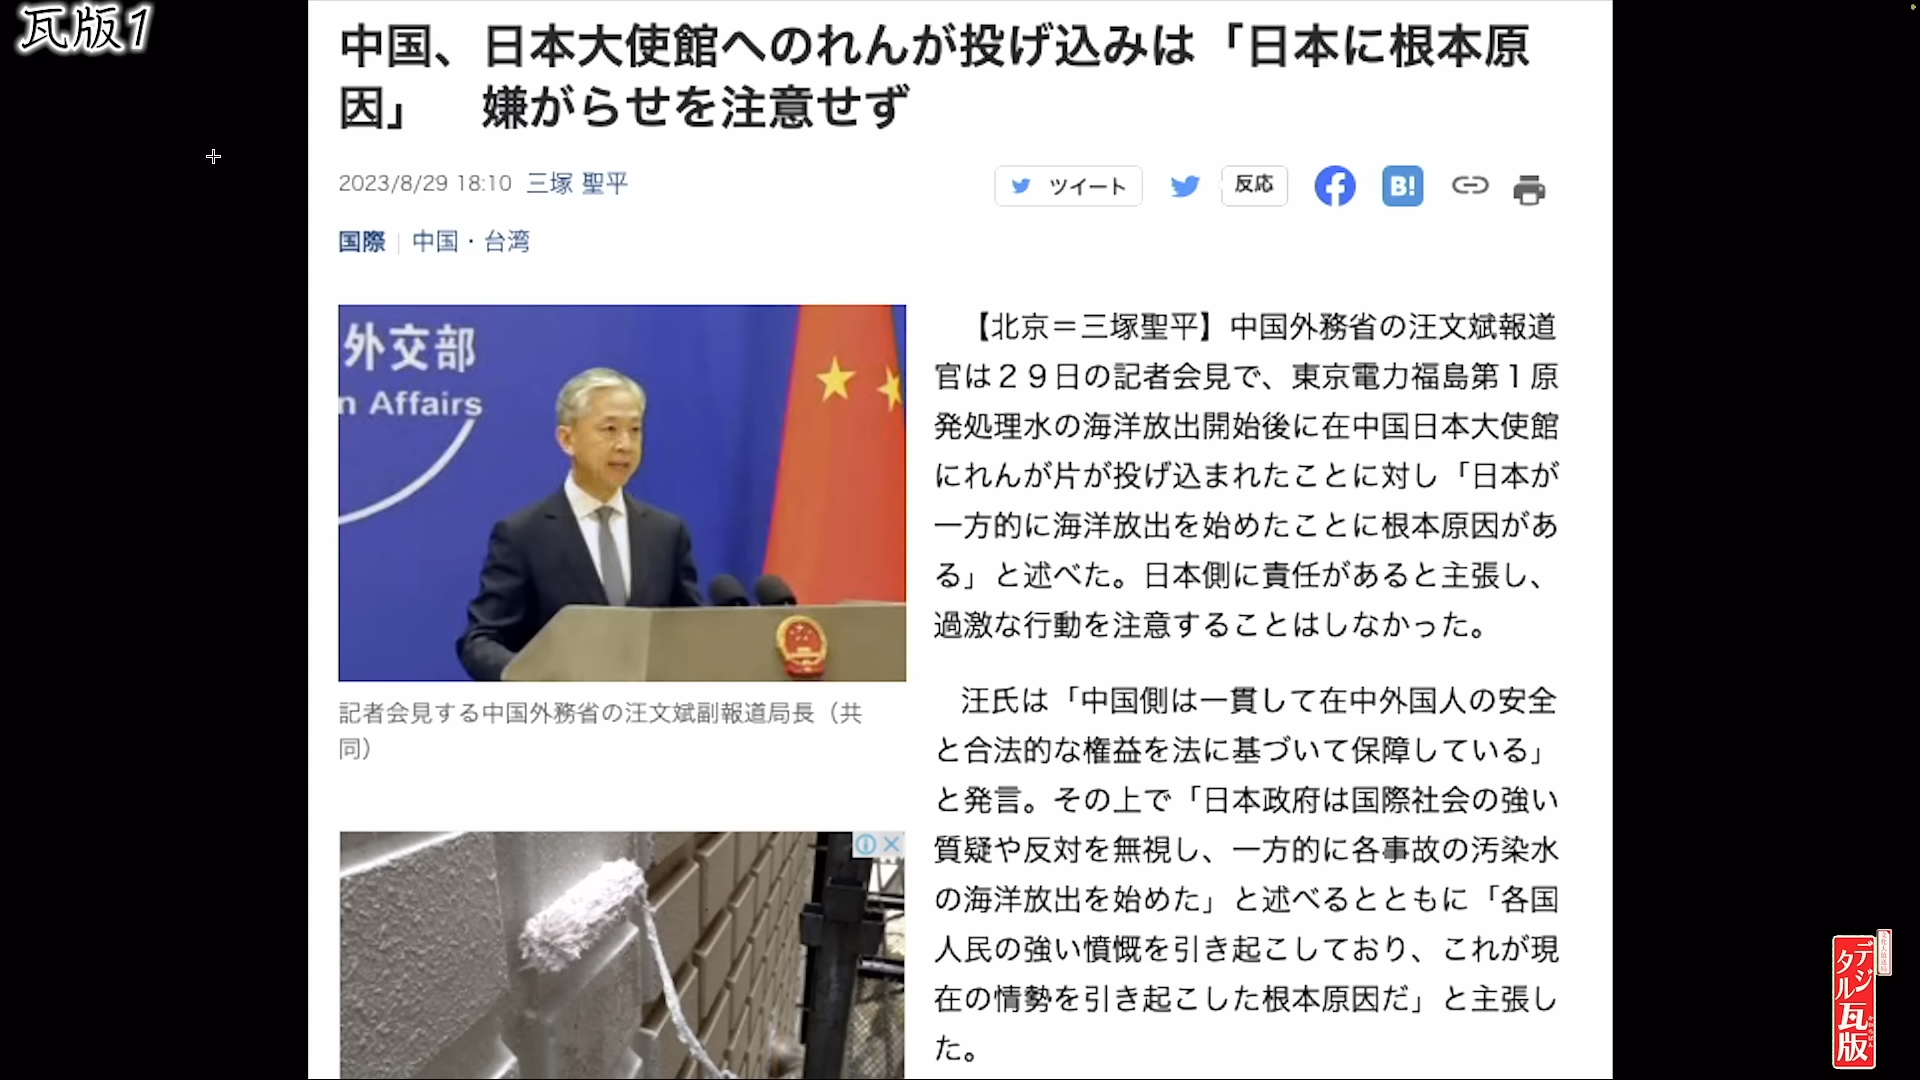 瓦版1
中国、日本大使館へのれんが投げ込みは「日本に根本原
因」　嫌がらせを注意せず
2023/8/29 18:10 三塚 聖平
ツイート
反応
B!
国際 | 中国・台湾
外交部
n Affairs
【北京＝三塚聖平】中国外務省の汪文斌報道
官は２９日の記者会見で、東京電力福島第１原
発処理水の海洋放出開始後に在中国日本大使館
にれんが片が投げ込まれたことに対し「日本が
一方的に海洋放出を始めたことに根本原因があ
る」と述べた。日本側に責任があると主張し、
過激な行動を注意することはしなかった。
記者会見する中国外務省の汪文斌副報道局長（共
同）
汪氏は「中国側は一貫して在中外国人の安全
と合法的な権益を法に基づいて保障している」
と発言。その上で「日本政府は国際社会の強い
質疑や反対を無視し、一方的に各事故の汚染水
の海洋放出を始めた」と述べるとともに「各国
人民の強い憤慨を引き起こしており、これが現
在の情勢を引き起こした根本原因だ」と主張し
た。
デジ
タル
瓦版